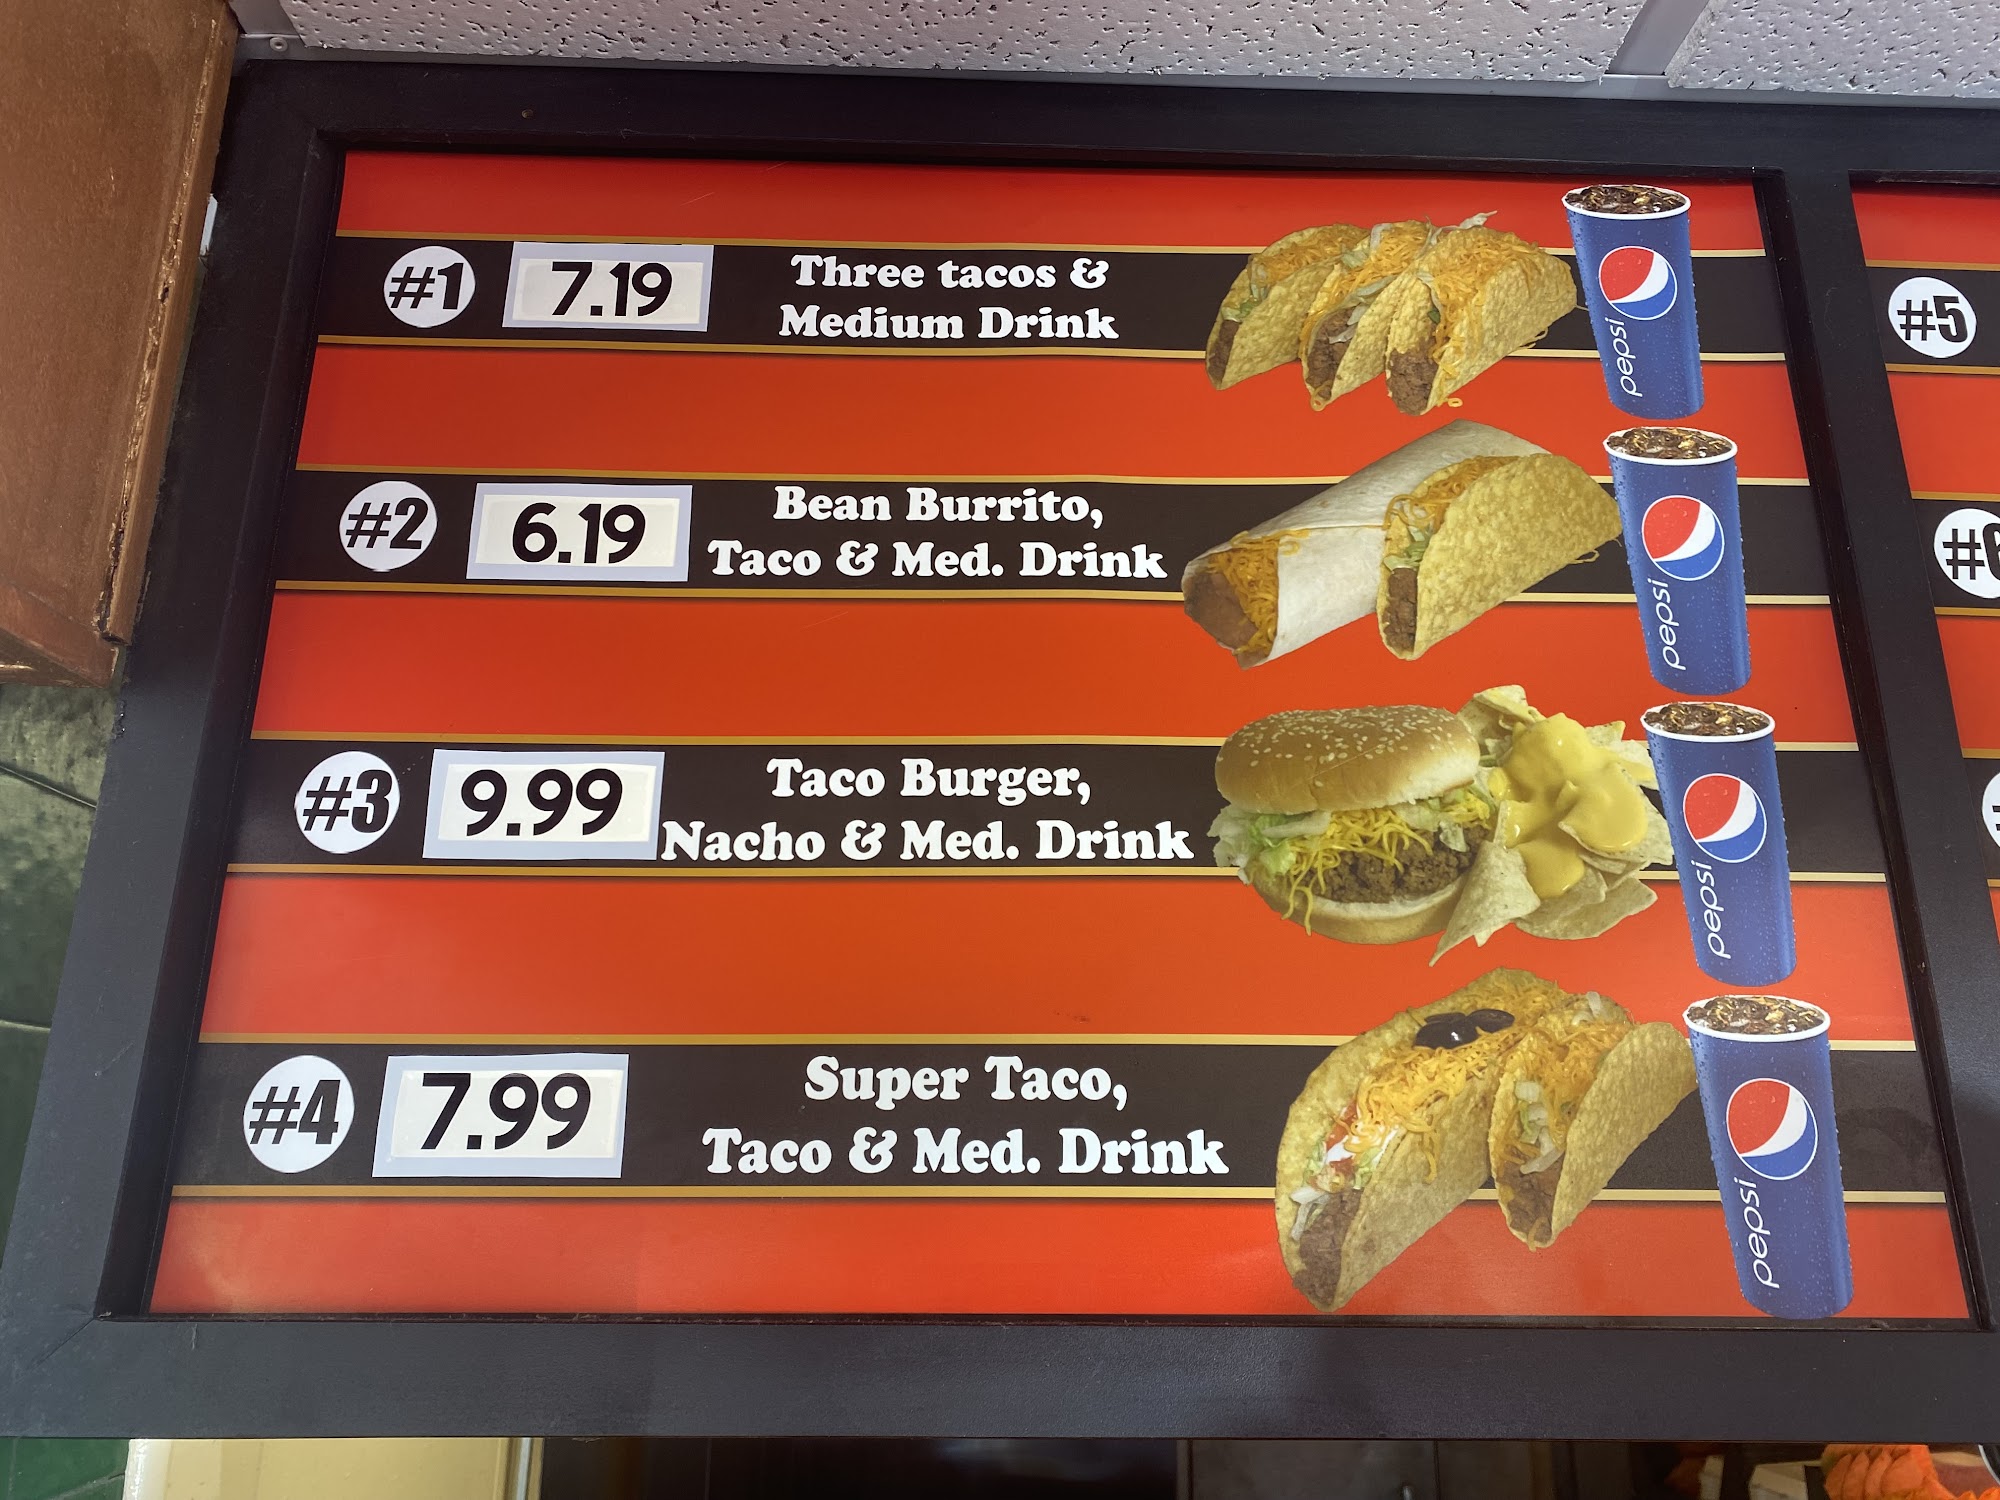 #1 7.19 Three tacos &
Medium Drink
pepsi
#2 6.19 Bean Burrito,
Taco & Med. Drink
pepsi
#3 9.99 Taco Burger,
Nacho & Med. Drink
pepsi
#4 7.99 Super Taco,
Taco & Med. Drink
pepsi
#5
#6